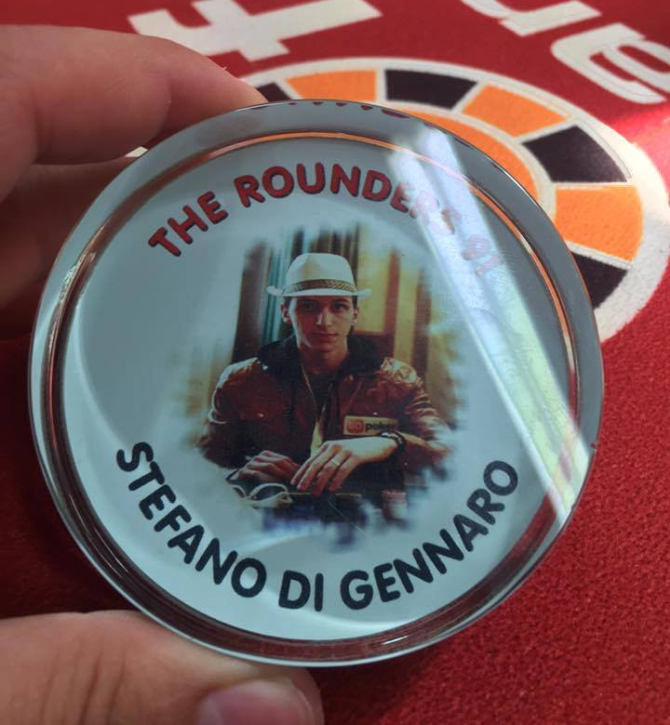 THE ROUNDERS 91
poker
STEFANO DI GENNARO